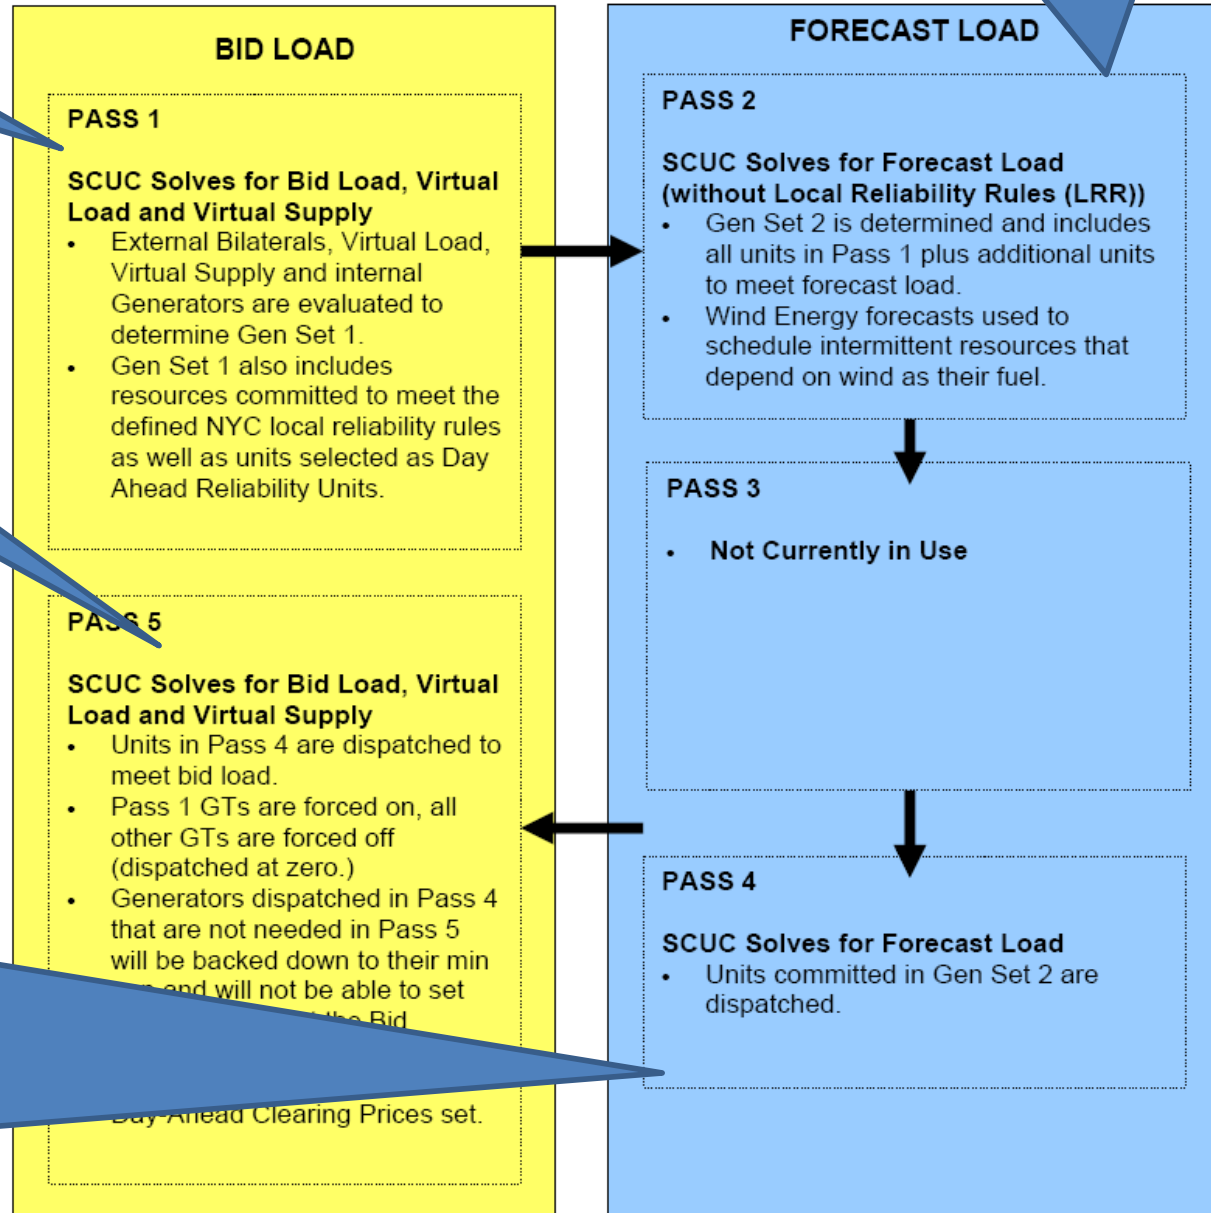 BID LOAD
PASS 1
SCUC Solves for Bid Load, Virtual
Load and Virtual Supply
• External Bilaterals, Virtual Load,
Virtual Supply and internal
Generators are evaluated to
determine Gen Set 1.
• Gen Set 1 also includes
resources committed to meet the
defined NYC local reliability rules
as well as units selected as Day
Ahead Reliability Units.
PASS 5
SCUC Solves for Bid Load, Virtual
Load and Virtual Supply
• Units in Pass 4 are dispatched to
meet bid load.
• Pass 1 GTs are forced on, all
other GTs are forced off
(dispatched at zero.)
• Generators dispatched in Pass 4
that are not needed in Pass 5
will be backed down to their min
and will not be able to set
the Bid
Day-Ahead Clearing Prices set.
FORECAST LOAD
PASS 2
SCUC Solves for Forecast Load
(without Local Reliability Rules (LRR))
• Gen Set 2 is determined and includes
all units in Pass 1 plus additional units
to meet forecast load.
• Wind Energy forecasts used to
schedule intermittent resources that
depend on wind as their fuel.
PASS 3
• Not Currently in Use
PASS 4
SCUC Solves for Forecast Load
• Units committed in Gen Set 2 are
dispatched.